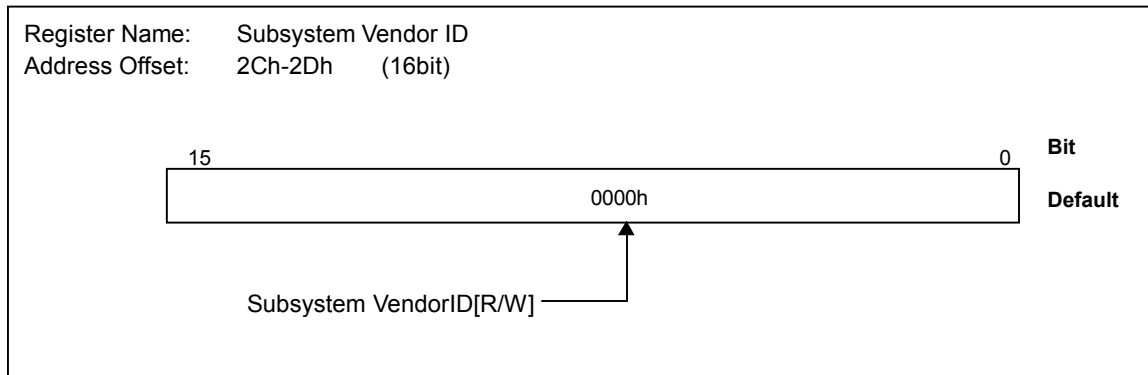 Register Name: Subsystem Vendor ID
Address Offset: 2Ch-2Dh (16bit)
15 0 Bit
0000h Default
Subsystem VendorID[R/W]